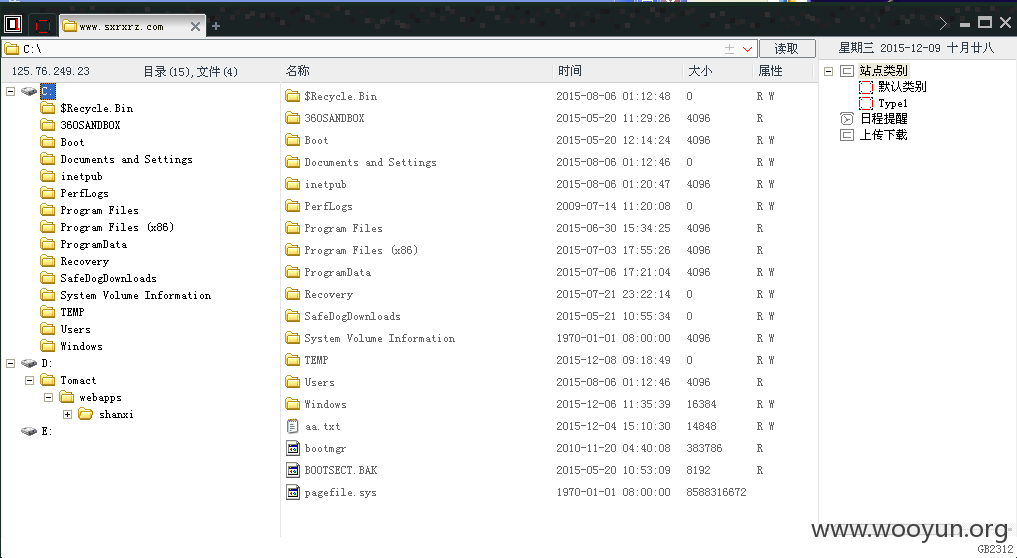 www.sxrxrz.com
C:\
读取
星期三 2015-12-09 十月廿八
125.76.249.23 目录(15),文件(4)
名称 时间 大小 属性
C:
$Recycle.Bin
360SANDBOX
Boot
Documents and Settings
inetpub
PerfLogs
Program Files
Program Files (x86)
ProgramData
Recovery
SafeDogDownloads
System Volume Information
TEMP
Users
Windows
D:
Tomact
webapps
shanxi
E:
$Recycle.Bin 2015-08-06 01:12:48 0 R W
360SANDBOX 2015-05-20 11:29:26 4096 R
Boot 2015-05-20 12:14:24 4096 R W
Documents and Settings 2015-08-06 01:12:46 0 R W
inetpub 2015-08-06 01:20:47 4096 R W
PerfLogs 2009-07-14 11:20:08 0 R W
Program Files 2015-06-30 15:34:25 4096 R
Program Files (x86) 2015-07-03 17:55:26 4096 R
ProgramData 2015-07-06 17:21:04 4096 R W
Recovery 2015-07-21 23:22:14 0 R W
SafeDogDownloads 2015-05-21 10:55:34 0 R W
System Volume Information 1970-01-01 08:00:00 4096 R W
TEMP 2015-12-08 09:18:49 0 R W
Users 2015-08-06 01:12:46 4096 R
Windows 2015-12-06 11:35:39 16384 R W
aa.txt 2015-12-04 15:10:30 14848 R W
bootmgr 2010-11-20 04:40:08 383786 R
BOOTSECT.BAK 2015-05-20 10:53:09 8192 R
pagefile.sys 1970-01-01 08:00:00 8588316672
站点类别
默认类别
Type1
日程提醒
上传下载
www.wooyun.org
GB2312